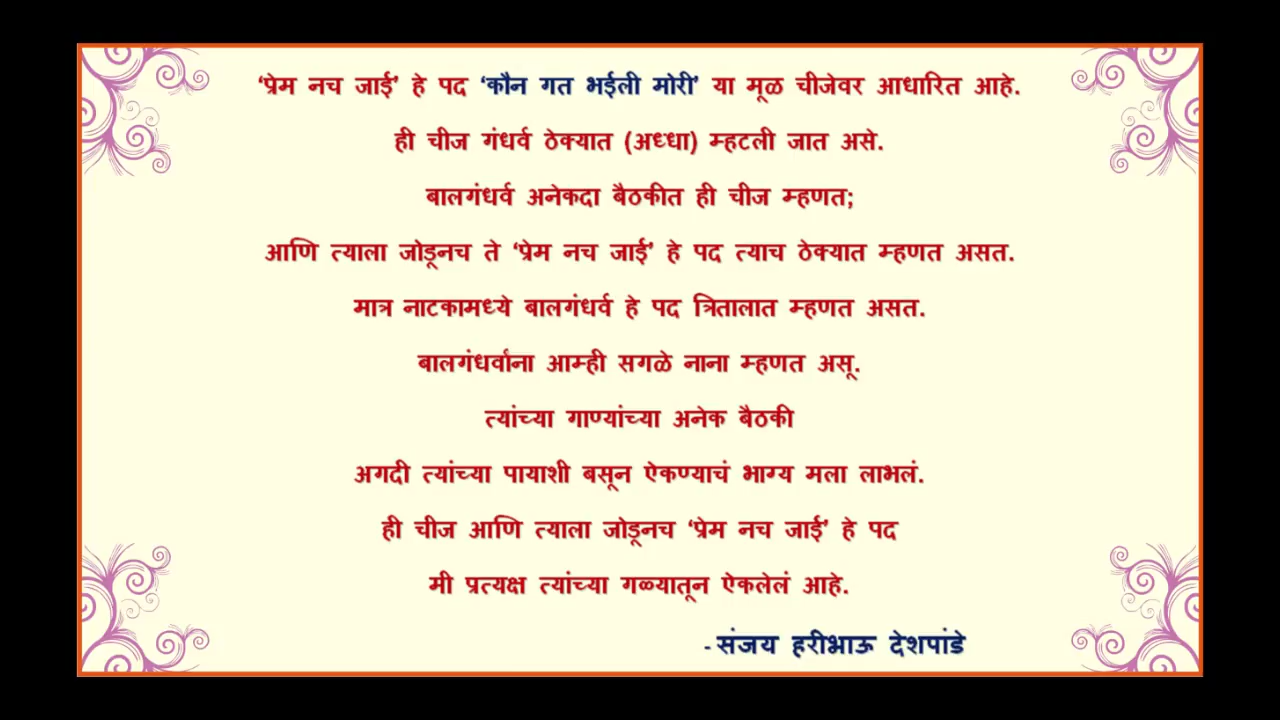 ‘प्रेम नच जाई’ हे पद ‘कौन गत भईली मोरी’ या मूळ चीजेवर आधारित आहे.
ही चीज गंधर्व ठेक्यात (अध्धा) म्हटली जात असे.
बालगंधर्व अनेकदा बैठकीत ही चीज म्हणत;
आणि त्याला जोडूनच ते ‘प्रेम नच जाई’ हे पद त्याच ठेक्यात म्हणत असत.
मात्र नाटकामध्ये बालगंधर्व हे पद त्रितालात म्हणत असत.
बालगंधर्वांना आम्ही सगळे नाना म्हणत असू.
त्यांच्या गाण्यांच्या अनेक बैठकी
अगदी त्यांच्या पायाशी बसून ऐकण्याचं भाग्य मला लाभलं.
ही चीज आणि त्याला जोडूनच ‘प्रेम नच जाई’ हे पद
मी प्रत्यक्ष त्यांच्या गळ्यातून ऐकलेलं आहे.
- संजय हरीभाऊ देशपांडे